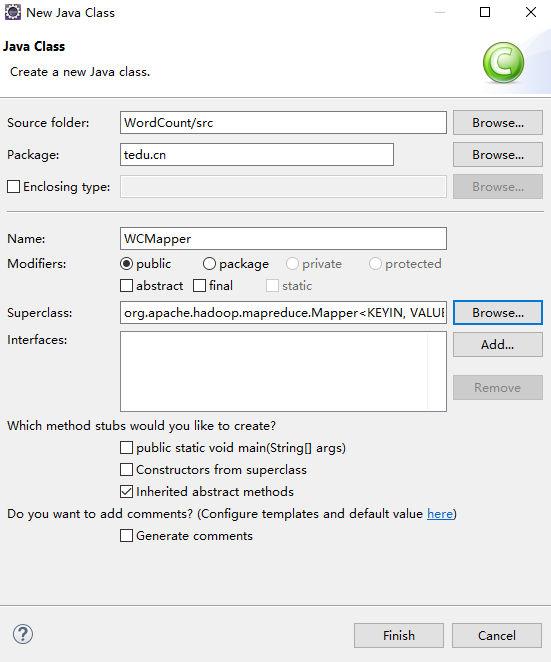 New Java Class
Java Class
Create a new Java class.
C
Source folder: WordCount/src Browse...
Package: tedu.cn Browse...
Enclosing type: Browse...
Name: WCMapper
Modifiers: public package private protected
abstract final static
Superclass: org.apache.hadoop.mapreduce.Mapper<KEYIN, VALUE Browse...
Interfaces: Add...
Remove
Which method stubs would you like to create?
public static void main(String[] args)
Constructors from superclass
Inherited abstract methods
Do you want to add comments? (Configure templates and default value here)
Generate comments
? Finish Cancel